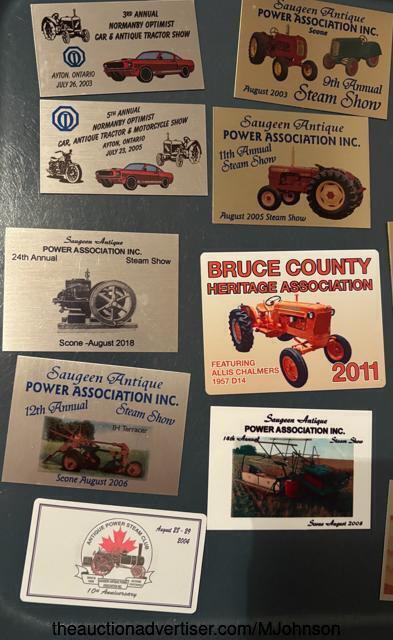 3RD ANNUAL
NORMANBY OPTIMIST
CAR & ANTIQUE TRACTOR SHOW
AYTON, ONTARIO
JULY 26, 2003
Saugeen Antique
POWER ASSOCIATION INC.
Scone
9th Annual
August 2003 Steam Show
5TH ANNUAL
NORMANBY OPTIMIST
CAR, ANTIQUE TRACTOR & MOTORCYCLE SHOW
AYTON, ONTARIO
JULY 23, 2005
Saugeen Antique
POWER ASSOCIATION INC.
11th Annual
Steam Show
August 2005 Steam Show
Saugeen Antique
POWER ASSOCIATION INC.
24th Annual Steam Show
Scone -August 2018
BRUCE COUNTY
HERITAGE ASSOCIATION
FEATURING
ALLIS CHALMERS
1957 D14
2011
Saugeen Antique
POWER ASSOCIATION INC.
12th Annual Steam Show
IH Terracer
Scone August 2006
Saugeen Antique
POWER ASSOCIATION INC.
14th Annual Steam Show
Scone August 2008
August 28 - 29
2004
ANTIQUE POWER STEAM CLUB
10th Anniversary
theauctionadvertiser.com/MJohnson